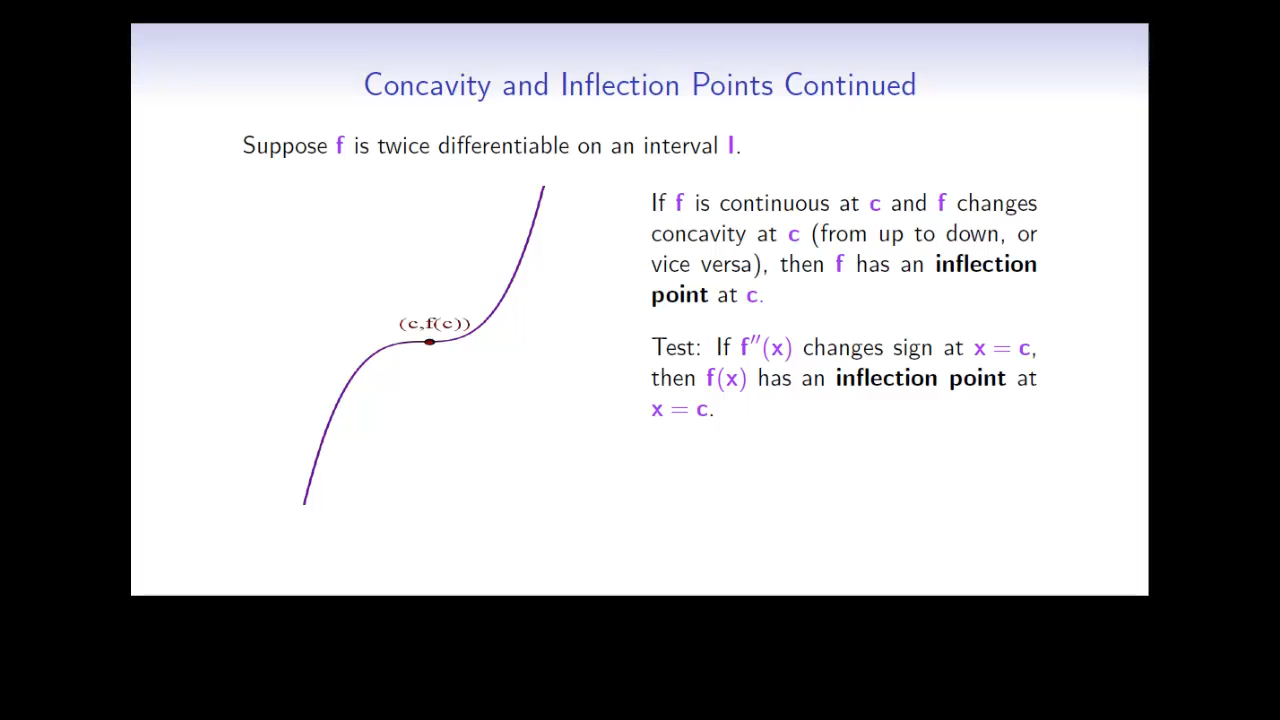 Concavity and Inflection Points Continued
Suppose f is twice differentiable on an interval I.
If f is continuous at c and f changes
concavity at c (from up to down, or
vice versa), then f has an inflection
point at c.
(c,f(c))
Test: If f″(x) changes sign at x = c,
then f(x) has an inflection point at
x = c.